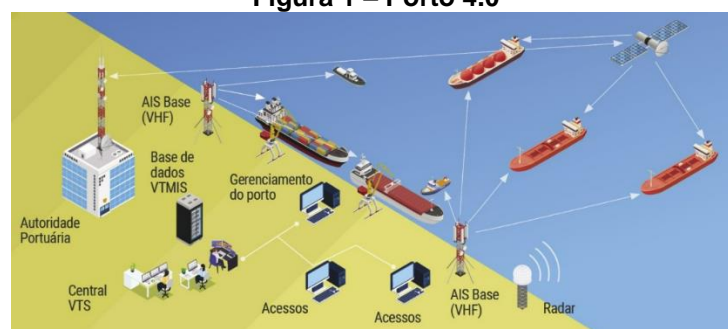 Figura 1 – Porto 4.0
AIS Base
(VHF)
Base de
dados
VTMIS
Gerenciamento
do porto
Autoridade
Portuária
Central
VTS
Acessos
Acessos
AIS Base
(VHF)
Radar